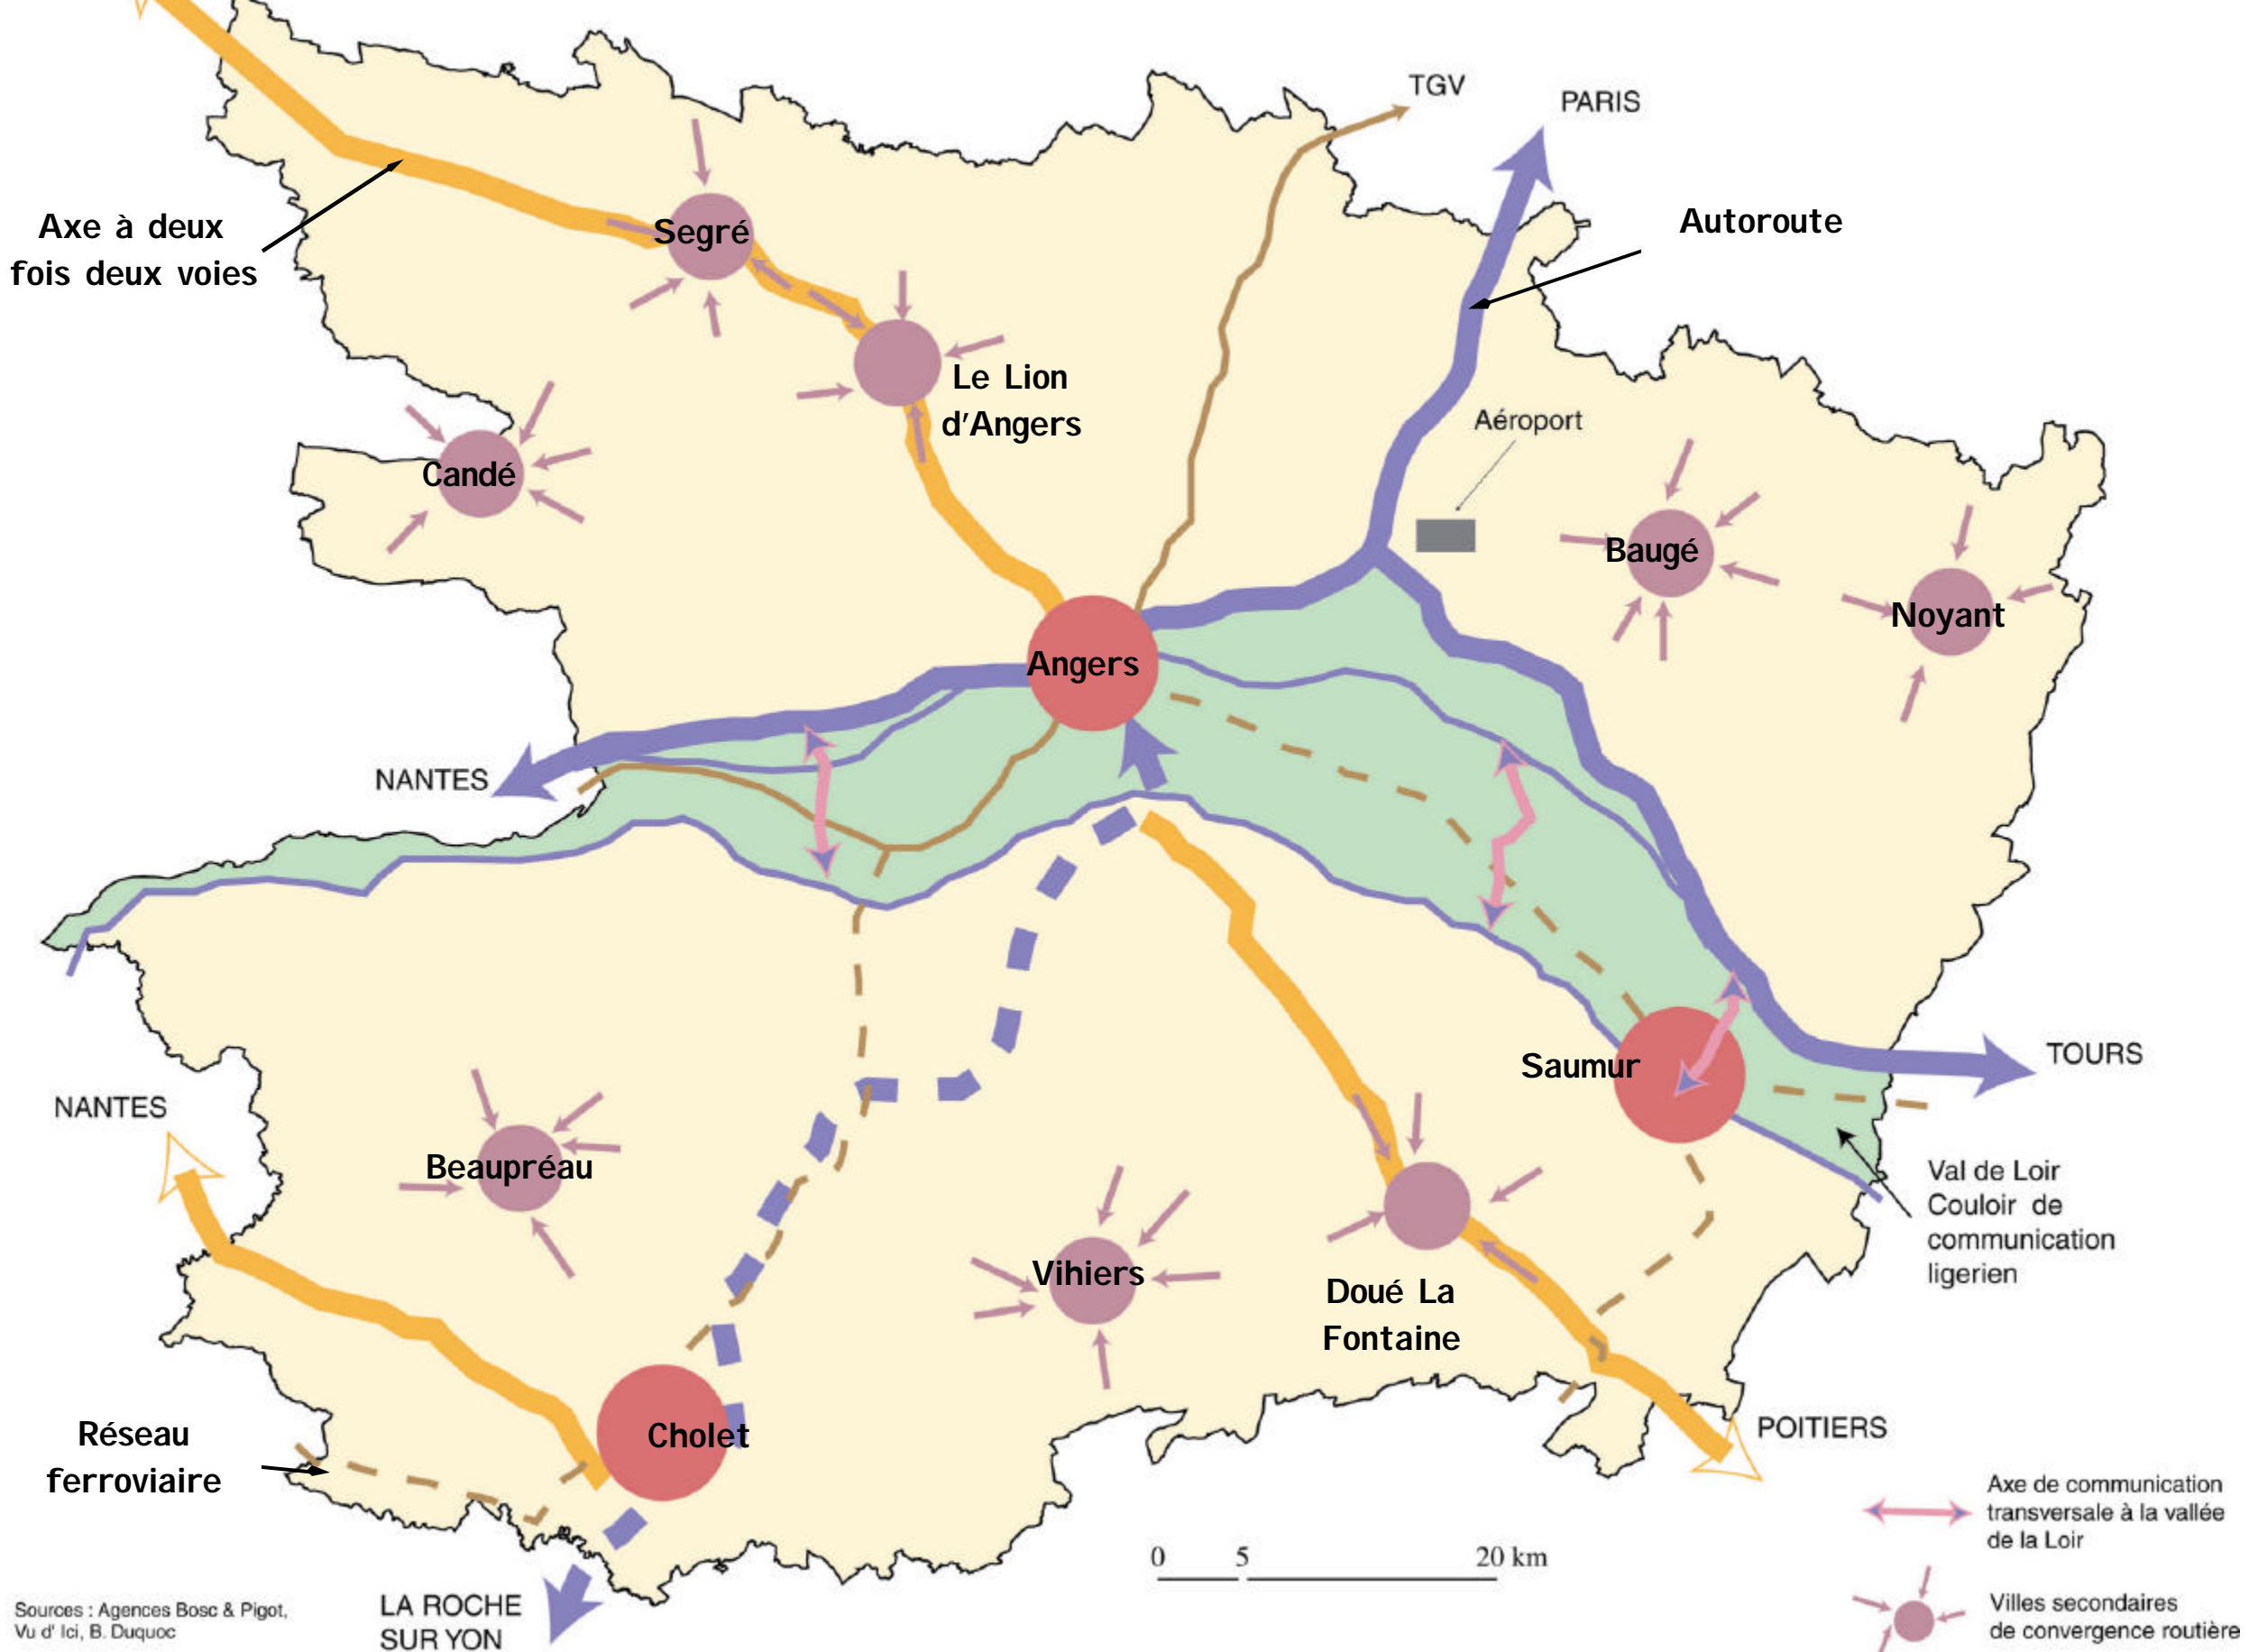 TGV
PARIS
Axe à deux
fois deux voies
Segré
Autoroute
Le Lion
d'Angers
Aéroport
Candé
Baugé
Noyant
Angers
NANTES
Saumur
TOURS
NANTES
Beaupréau
Val de Loir
Couloir de
communication
ligerien
Vihiers
Doué La
Fontaine
Cholet
POITIERS
Réseau
ferroviaire
Axe de communication
transversale à la vallée
de la Loir
0 5 20 km
Villes secondaires
de convergence routière
Sources : Agences Bosc & Pigot,
Vu d' Ici, B. Duquoc
LA ROCHE
SUR YON